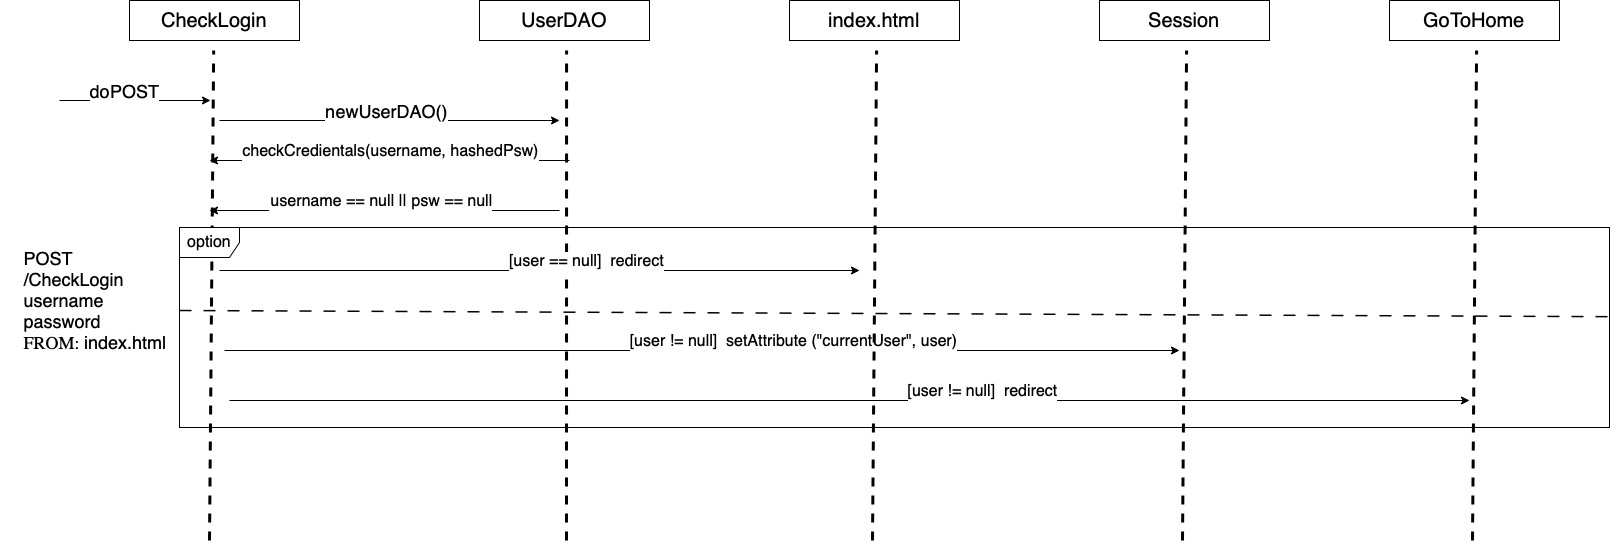 CheckLogin
UserDAO
index.html
Session
GoToHome
doPOST
newUserDAO()
checkCredientals(username, hashedPsw)
username == null || psw == null
option
POST
/CheckLogin
username
password
FROM: index.html
[user == null]  redirect
[user != null]  setAttribute ("currentUser", user)
[user != null]  redirect